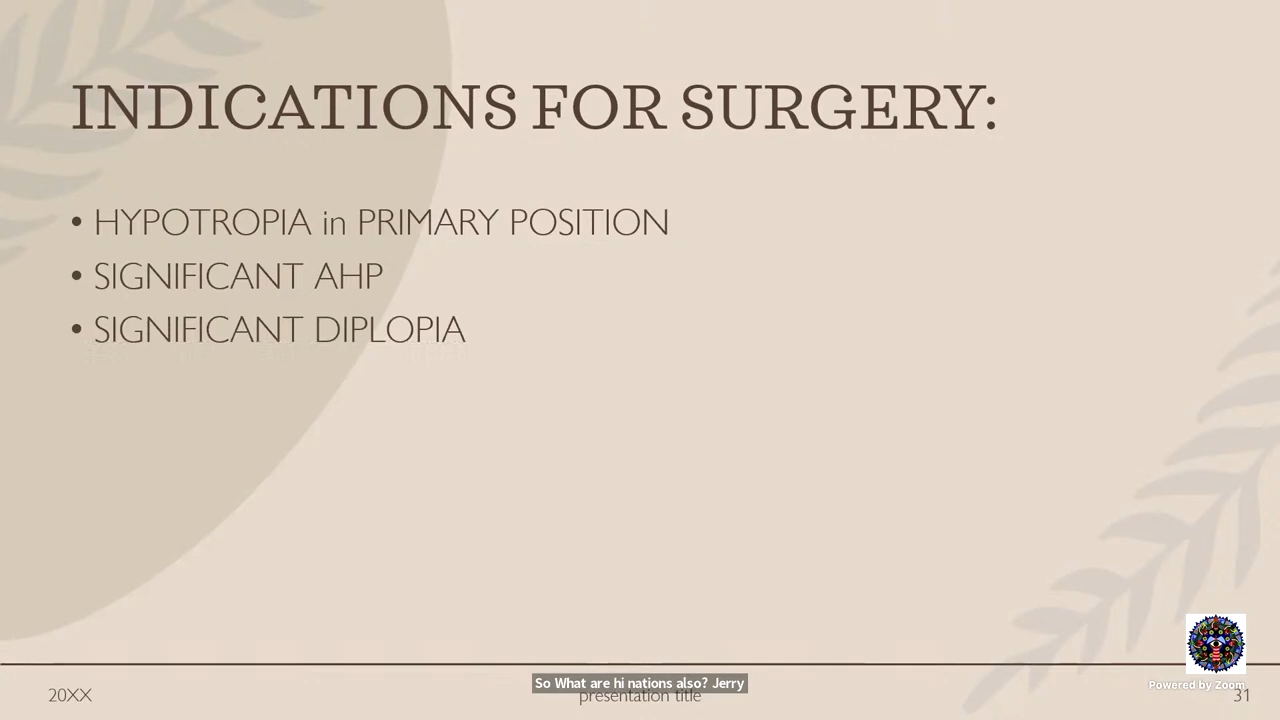 INDICATIONS FOR SURGERY:
• HYPOTROPIA in PRIMARY POSITION
• SIGNIFICANT AHP
• SIGNIFICANT DIPLOPIA
So What are hi nations also? Jerry
20XX
presentation title
Powered by Zoom
31